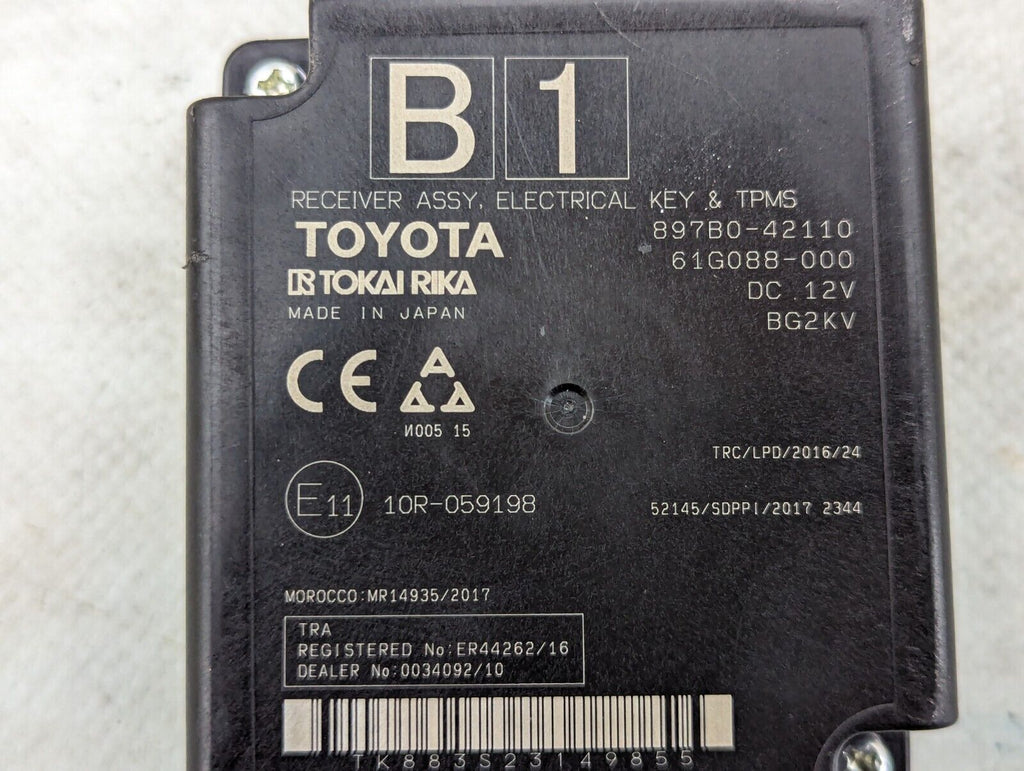 B 1
RECEIVER ASSY, ELECTRICAL KEY & TPMS
TOYOTA 897B0-42110
TOKAI RIKA 61G088-000
DC 12V
MADE IN JAPAN BG2KV
CE
И005 15
TRC/LPD/2016/24
E11 10R-059198 52145/SDPPI/2017 2344
MOROCCO:MR14935/2017
TRA
REGISTERED No:ER44262/16
DEALER No:0034092/10
TK883S23149855